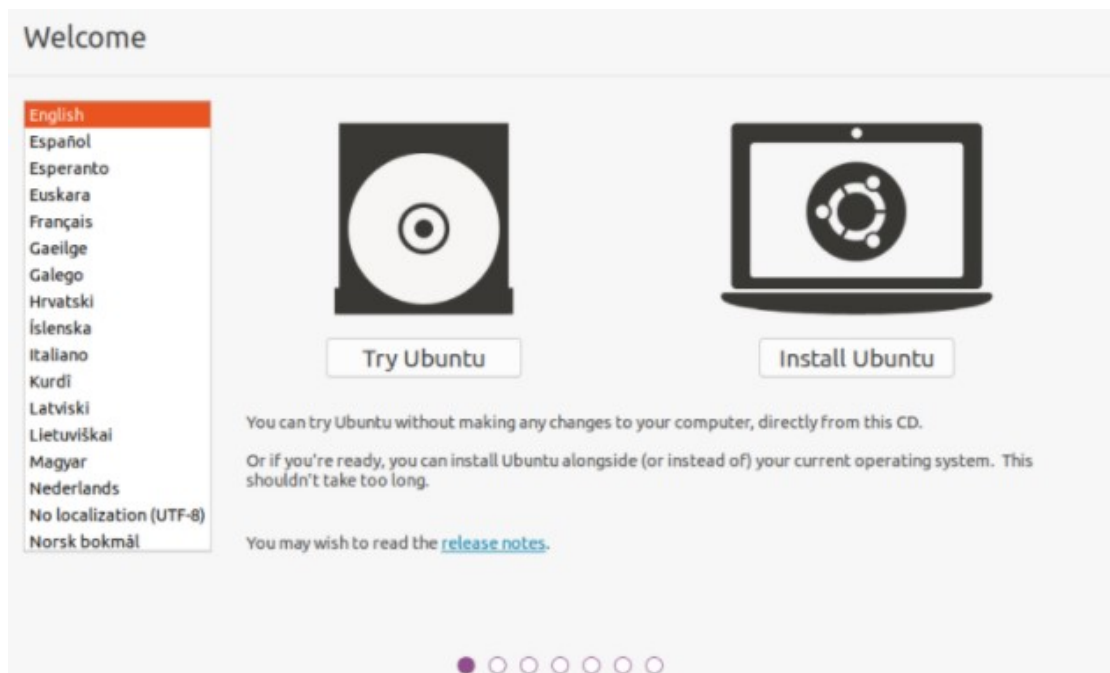 Welcome
English
Español
Esperanto
Euskara
Français
Gaeilge
Galego
Hrvatski
Íslenska
Italiano
Kurdî
Latviski
Lietuviškai
Magyar
Nederlands
No localization (UTF-8)
Norsk bokmål
Try Ubuntu
Install Ubuntu
You can try Ubuntu without making any changes to your computer, directly from this CD.
Or if you're ready, you can install Ubuntu alongside (or instead of) your current operating system. This
shouldn't take too long.
You may wish to read the release notes.